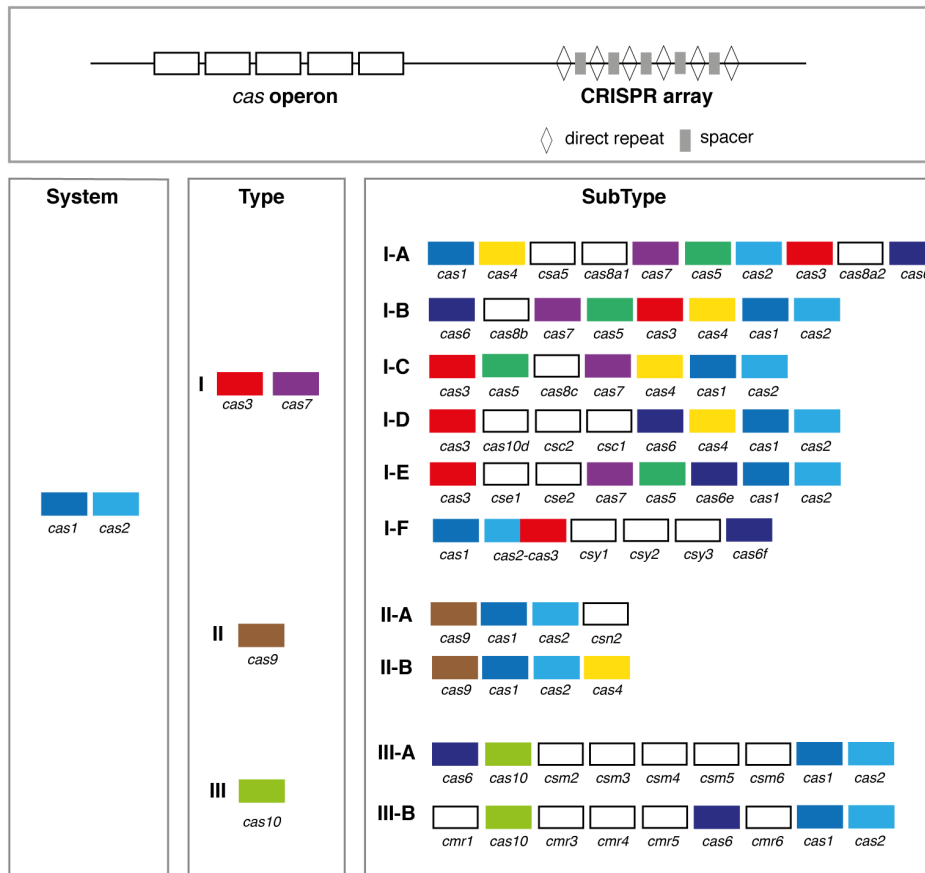 cas operon
CRISPR array
direct repeat
spacer
System
Type
SubType
I-A
cas1 cas4 csa5 cas8a1 cas7 cas5 cas2 cas3 cas8a2 cas6
I-B
cas6 cas8b cas7 cas5 cas3 cas4 cas1 cas2
I
cas3 cas7
I-C
cas3 cas5 cas8c cas7 cas4 cas1 cas2
I-D
cas3 cas10d csc2 csc1 cas6 cas4 cas1 cas2
I-E
cas3 cse1 cse2 cas7 cas5 cas6e cas1 cas2
cas1 cas2
I-F
cas1 cas2-cas3 csy1 csy2 csy3 cas6f
II-A
cas9 cas1 cas2 csn2
II
cas9
II-B
cas9 cas1 cas2 cas4
III-A
cas6 cas10 csm2 csm3 csm4 csm5 csm6 cas1 cas2
III
cas10
III-B
cmr1 cas10 cmr3 cmr4 cmr5 cas6 cmr6 cas1 cas2